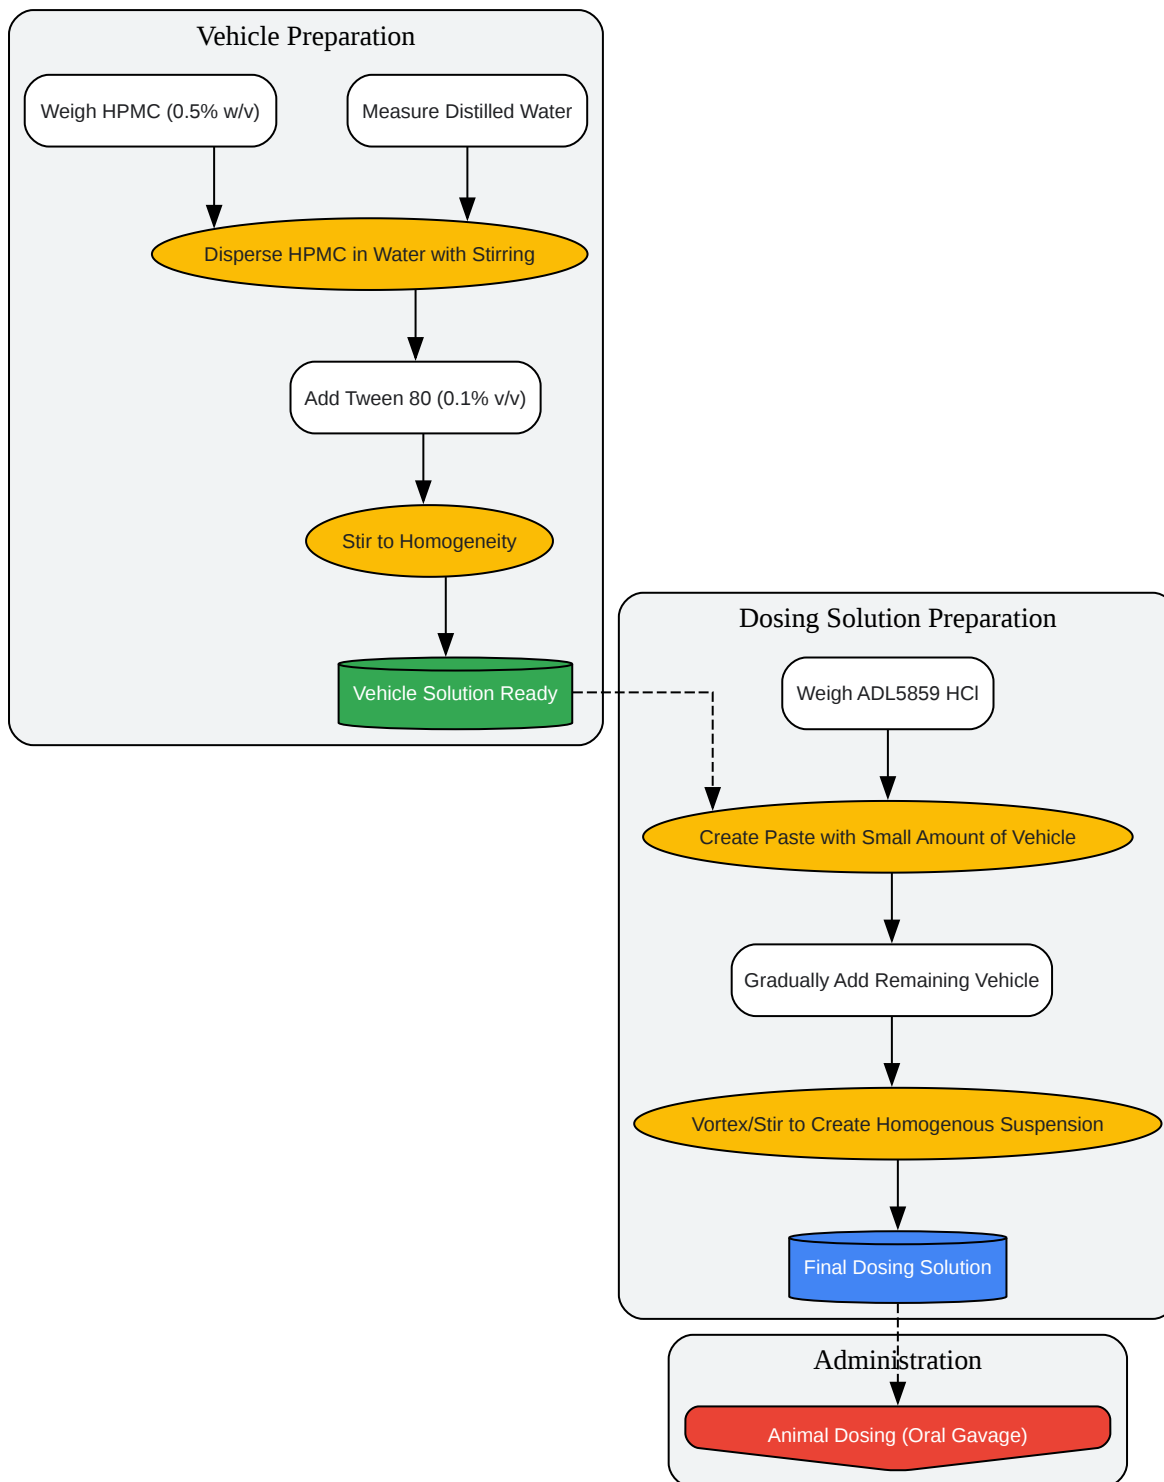 Vehicle Preparation
Weigh HPMC (0.5% w/v)
Measure Distilled Water
Disperse HPMC in Water with Stirring
Add Tween 80 (0.1% v/v)
Stir to Homogeneity
Vehicle Solution Ready
Dosing Solution Preparation
Weigh ADL5859 HCl
Create Paste with Small Amount of Vehicle
Gradually Add Remaining Vehicle
Vortex/Stir to Create Homogenous Suspension
Final Dosing Solution
Administration
Animal Dosing (Oral Gavage)